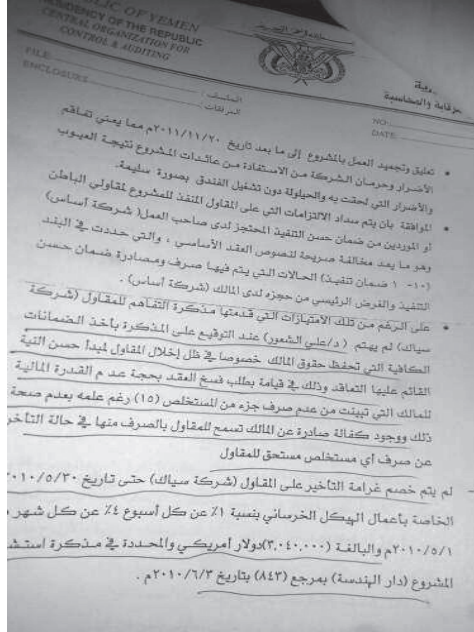 PUBLIC OF YEMEN
PRESIDENCY OF THE REPUBLIC
CENTRAL ORGANIZATION FOR
CONTROL & AUDITING
رقابة والمحاسبة
FILE
ENCLOSURE
المرفقات :
NO:
DATE:
• تعليق وتجميد العمل بالمشروع إلى ما بعد تاريخ ٢٠١١/١١/٢٠م مما يعني تفاقم
الأضرار وحرمان الشركة من الاستفادة من عائدات المشروع نتيجة العيوب
والأضرار التي لحقت به والحيلولة دون تشغيل الفندق بصورة سليمة.
• الموافقة بان يتم سداد الالتزامات التي على المقاول المنفذ للمشروع لمقاولي الباطن
أو الموردين من ضمان حسن التنفيذ المحتجز لدى صاحب العمل( شركة أساس)
وهو ما يعد مخالفة صريحة لنصوص العقد الأساسي ، والتي حددت في البند
(١٠- ١ ضمان تنفيذ) الحالات التي يتم فيها صرف ومصادرة ضمان حسن
التنفيذ والغرض الرئيسي من حجزه لدى المالك (شركة أساس) .
• على الرغم من تلك الامتيازات التي قدمتها مذكرة التفاهم للمقاول (شركة
سياك) لم يهتم (د/علي الشعور) عند التوقيع على المذكرة بأخذ الضمانات
الكافية التي تحفظ حقوق المالك خصوصا في ظل إخلال المقاول لمبدأ حسن النية
القائم عليها التعاقد وذلك في قيامة بطلب فسخ العقد بحجة عدم القدرة المالية
للمالك التي تبينت من عدم صرف جزء من المستخلص (١٥) رغم علمه بعدم صحة
ذلك ووجود كفالة صادرة عن المالك تسمح للمقاول بالصرف منها في حالة التأخر
عن صرف أي مستخلص مستحق للمقاول
لم يتم خصم غرامة التأخير على المقاول (شركة سياك) حتى تاريخ ٢٠١٠/٥/٣٠
الخاصة بأعمال الهيكل الخرساني بنسبة ١٪ عن كل أسبوع ٤٪ عن كل شهر
٢٠١٠/٥/١م والبالغة (٣,٠٤٠,٠٠٠)دولار أمريكي والمحددة في مذكرة
المشروع (دار الهندسة) بمرجع (٨٤٣) بتاريخ ٢٠١٠/٦/٣م .